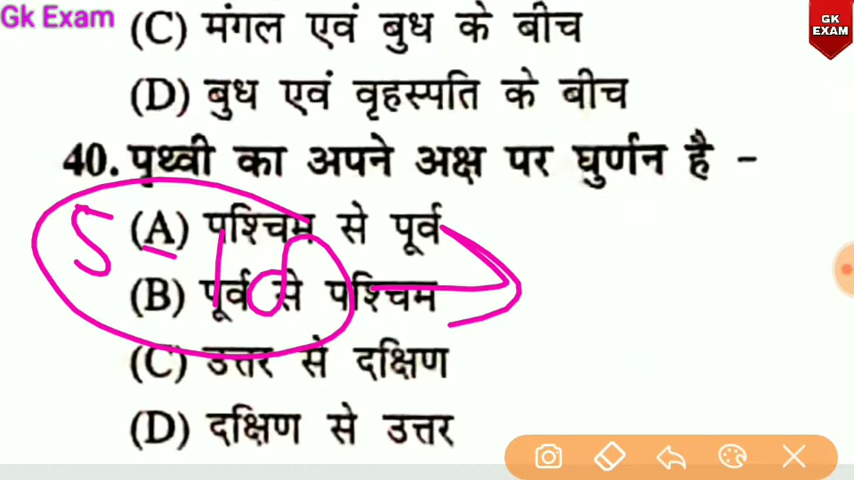 Gk Exam
GK
EXAM
(C) मंगल एवं बुध के बीच
(D) बुध एवं वृहस्पति के बीच
40. पृथ्वी का अपने अक्ष पर घुर्णन है -
(A) पश्चिम से पूर्व
(B) पूर्व से पश्चिम
(C) उत्तर से दक्षिण
(D) दक्षिण से उत्तर